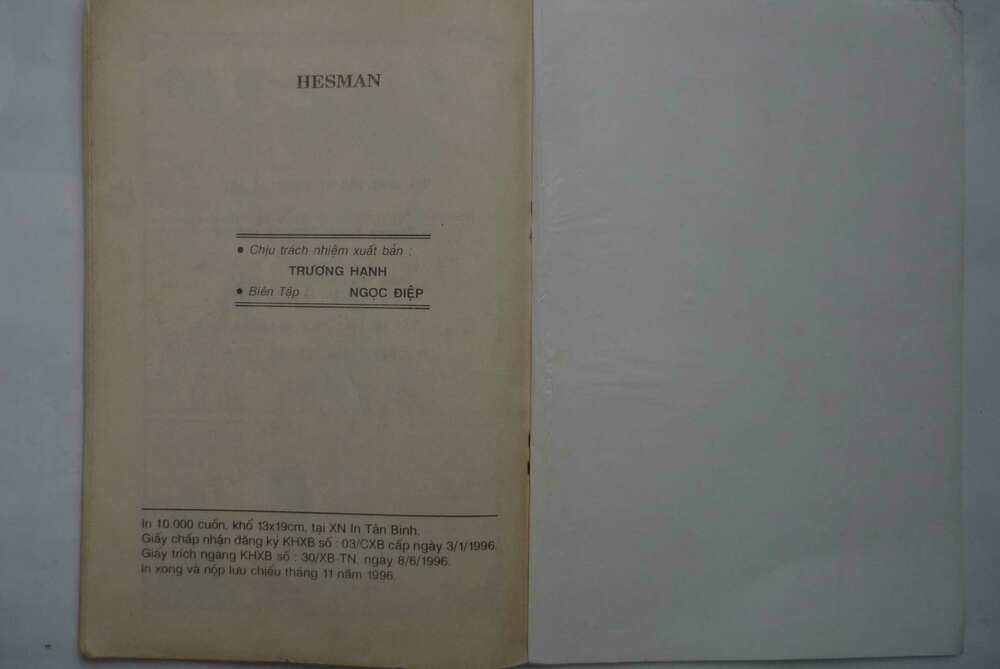 HESMAN
● Chịu trách nhiệm xuất bản :
TRƯƠNG HẠNH
● Biên Tập : NGỌC ĐIỆP
In 10.000 cuốn, khổ 13x19cm, tại XN In Tân Bình.
Giấy chấp nhận đăng ký KHXB số : 03/CXB cấp ngày 3/1/1996.
Giấy trích ngang KHXB số : 30/XB-TN, ngày 8/6/1996.
In xong và nộp lưu chiểu tháng 11 năm 1996.